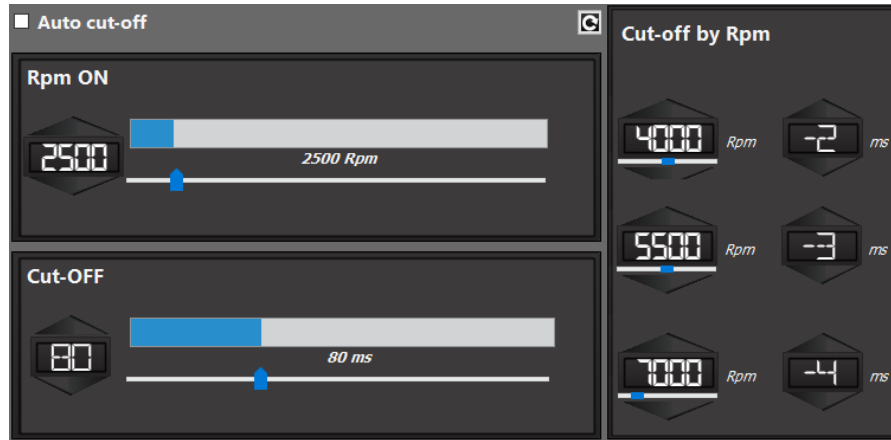 Auto cut-off
Rpm ON
2500
2500 Rpm
Cut-OFF
80
80 ms
Cut-off by Rpm
4000 Rpm -2 ms
5500 Rpm -3 ms
7000 Rpm -4 ms